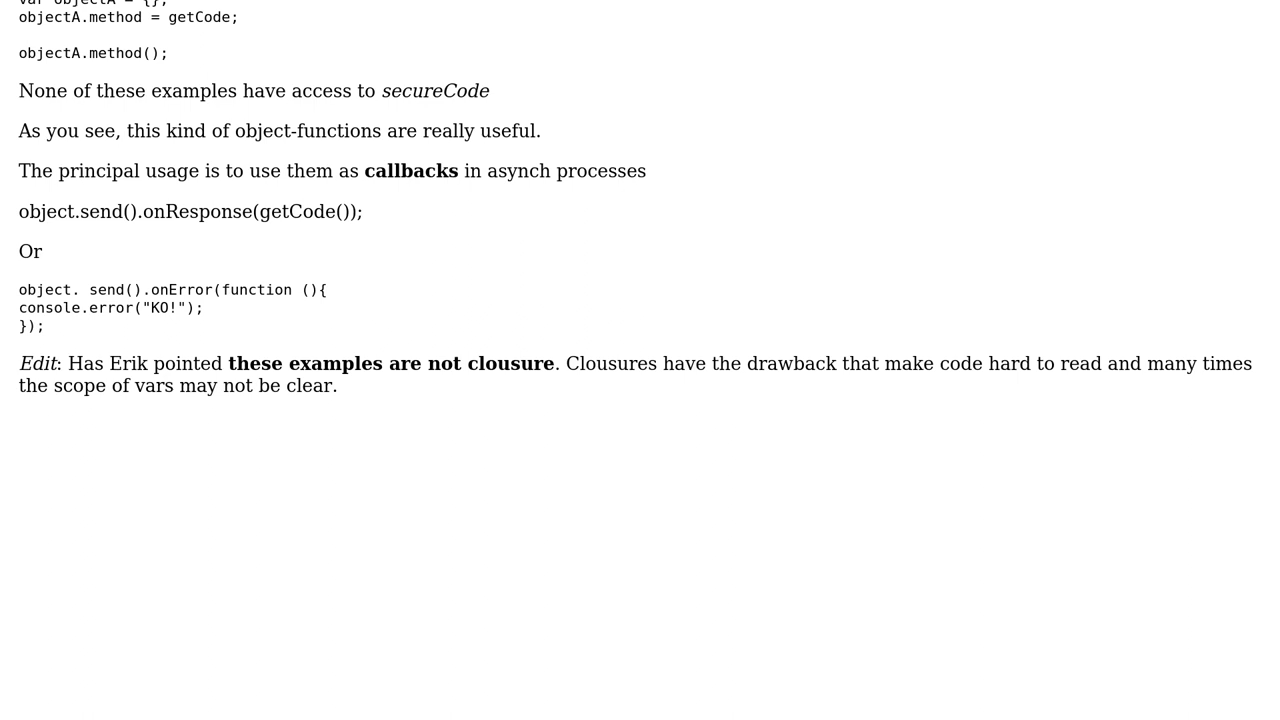 var objectA = {};
objectA.method = getCode;
objectA.method();
None of these examples have access to secureCode
As you see, this kind of object-functions are really useful.
The principal usage is to use them as callbacks in asynch processes
object.send().onResponse(getCode());
Or
object. send().onError(function (){
console.error("KO!");
});
Edit: Has Erik pointed these examples are not clousure. Clousures have the drawback that make code hard to read and many times
the scope of vars may not be clear.